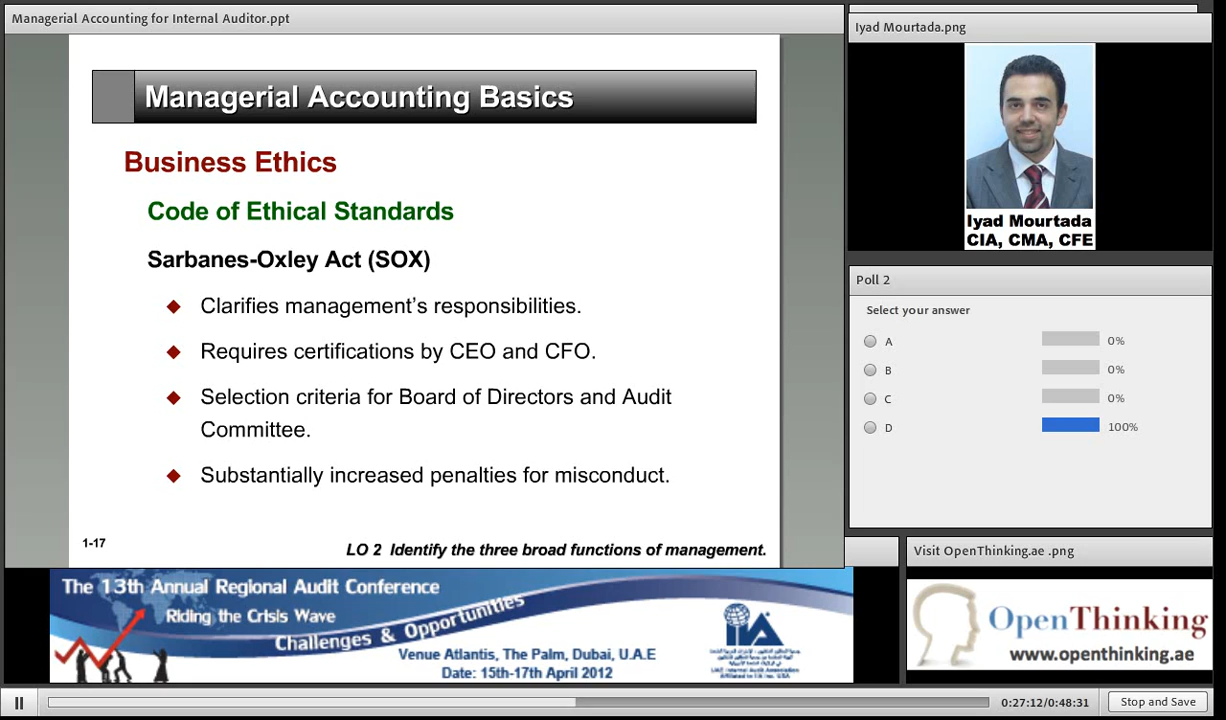 Managerial Accounting for Internal Auditor.ppt
Managerial Accounting Basics
Business Ethics
Code of Ethical Standards
Sarbanes-Oxley Act (SOX)
Clarifies management's responsibilities.
Requires certifications by CEO and CFO.
Selection criteria for Board of Directors and Audit
Committee.
Substantially increased penalties for misconduct.
1-17
LO 2 Identify the three broad functions of management.
Iyad Mourtada.png
Iyad Mourtada
CIA, CMA, CFE
Poll 2
Select your answer
A 0%
B 0%
C 0%
D 100%
The 13th Annual Regional Audit Conference
Riding the Crisis Wave
Challenges & Opportunities
Venue Atlantis, The Palm, Dubai, U.A.E
Date: 15th-17th April 2012
IIA
Visit OpenThinking.ae .png
OpenThinking
www.openthinking.ae
0:27:12/0:48:31
Stop and Save